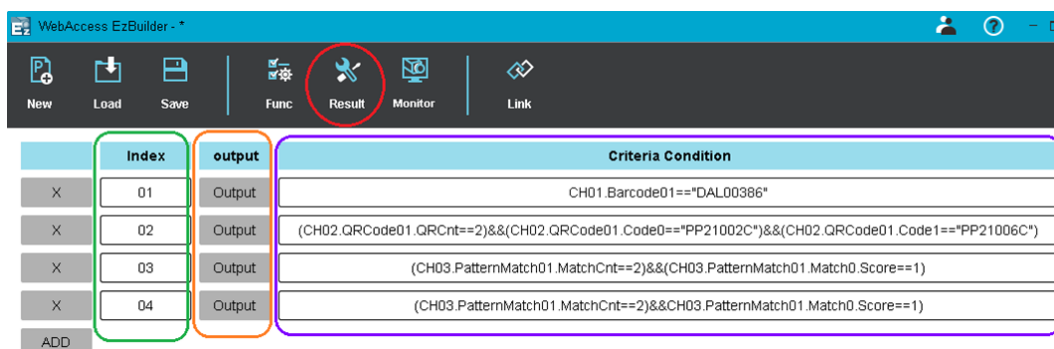 WebAccess EzBuilder - *
New Load Save Func Result Monitor Link
Index output Criteria Condition
X 01 Output CH01.Barcode01=="DAL00386"
X 02 Output (CH02.QRCode01.QRCnt==2)&&(CH02.QRCode01.Code0=="PP21002C")&&(CH02.QRCode01.Code1=="PP21006C")
X 03 Output (CH03.PatternMatch01.MatchCnt==2)&&(CH03.PatternMatch01.Match0.Score==1)
X 04 Output (CH03.PatternMatch01.MatchCnt==2)&&CH03.PatternMatch01.Match0.Score==1)
ADD